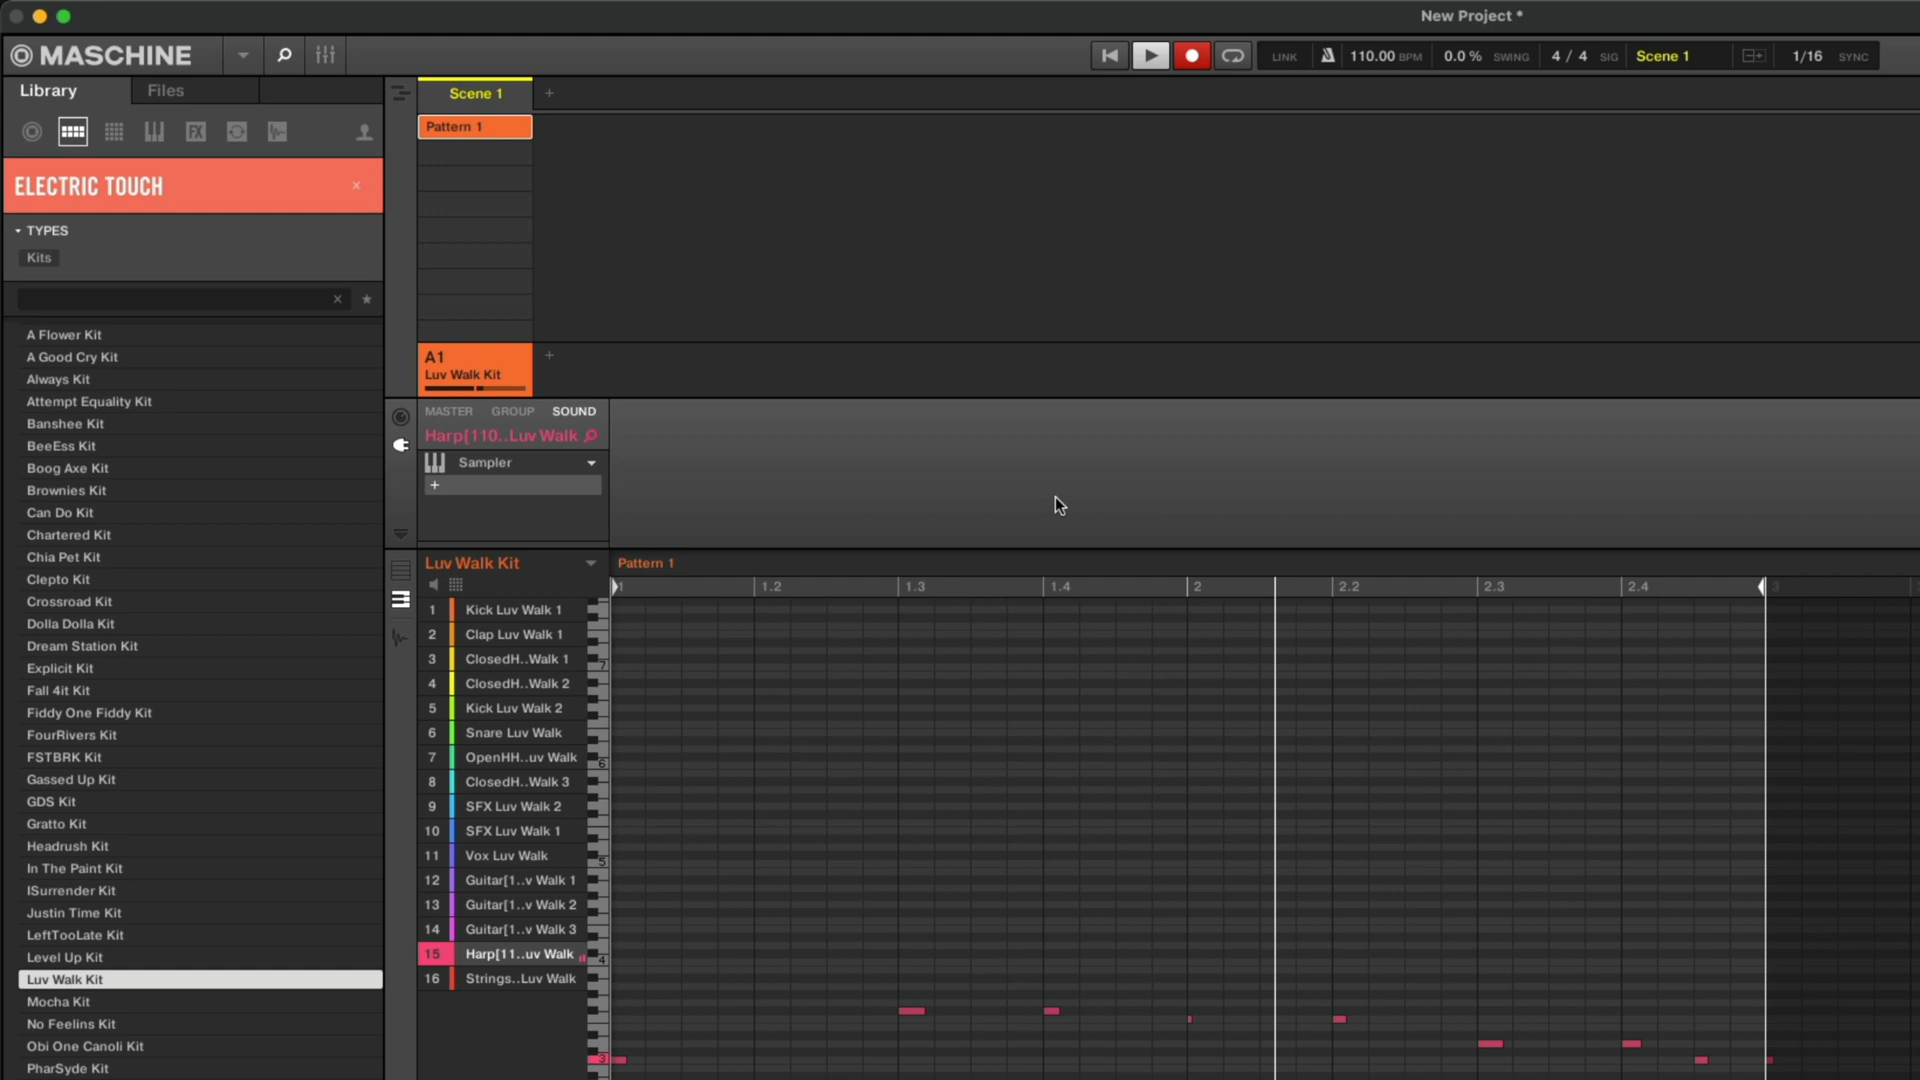 New Project *
MASCHINE
LINK 110.00 BPM 0.0 % SWING 4 / 4 SIG Scene 1 1/16 SYNC
Library Files
Scene 1 +
Pattern 1
FX
ELECTRIC TOUCH ×
TYPES
Kits
A Flower Kit
A Good Cry Kit
Always Kit
Attempt Equality Kit
Banshee Kit
BeeEss Kit
Boog Axe Kit
Brownies Kit
Can Do Kit
Chartered Kit
Chia Pet Kit
Clepto Kit
Crossroad Kit
Dolla Dolla Kit
Dream Station Kit
Explicit Kit
Fall 4it Kit
Fiddy One Fiddy Kit
FourRivers Kit
FSTBRK Kit
Gassed Up Kit
GDS Kit
Gratto Kit
Headrush Kit
In The Paint Kit
ISurrender Kit
Justin Time Kit
LeftTooLate Kit
Level Up Kit
Luv Walk Kit
Mocha Kit
No Feelins Kit
Obi One Canoli Kit
PharSyde Kit
A1 +
Luv Walk Kit
MASTER GROUP SOUND
Harp[110..Luv Walk
Sampler
+
Luv Walk Kit Pattern 1
1 1.2 1.3 1.4 2 2.2 2.3 2.4 3
1 Kick Luv Walk 1
2 Clap Luv Walk 1
3 ClosedH..Walk 1 7
4 ClosedH..Walk 2
5 Kick Luv Walk 2
6 Snare Luv Walk
7 OpenHH..uv Walk 6
8 ClosedH..Walk 3
9 SFX Luv Walk 2
10 SFX Luv Walk 1
11 Vox Luv Walk 5
12 Guitar[1..v Walk 1
13 Guitar[1..v Walk 2
14 Guitar[1..v Walk 3
15 Harp[11..uv Walk 4
16 Strings..Luv Walk
3